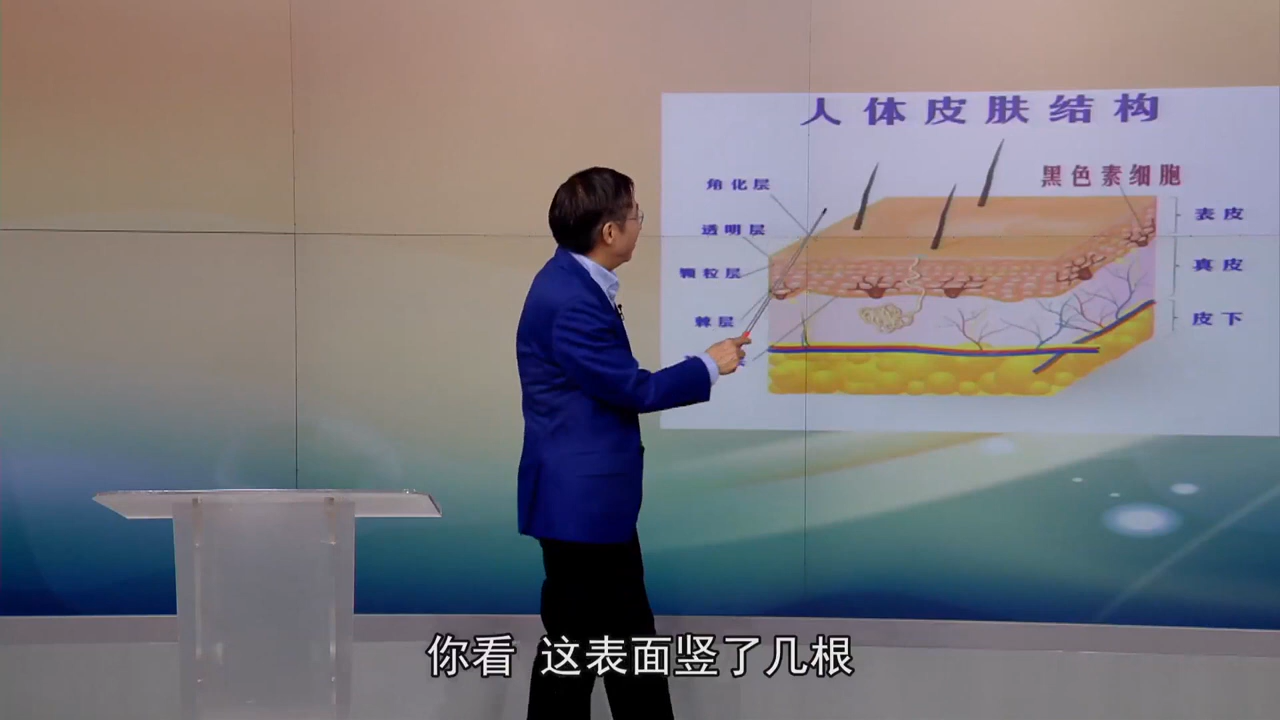 人体皮肤结构
黑色素细胞
角化层
透明层
颗粒层
棘层
表皮
真皮
皮下
你看 这表面竖了几根